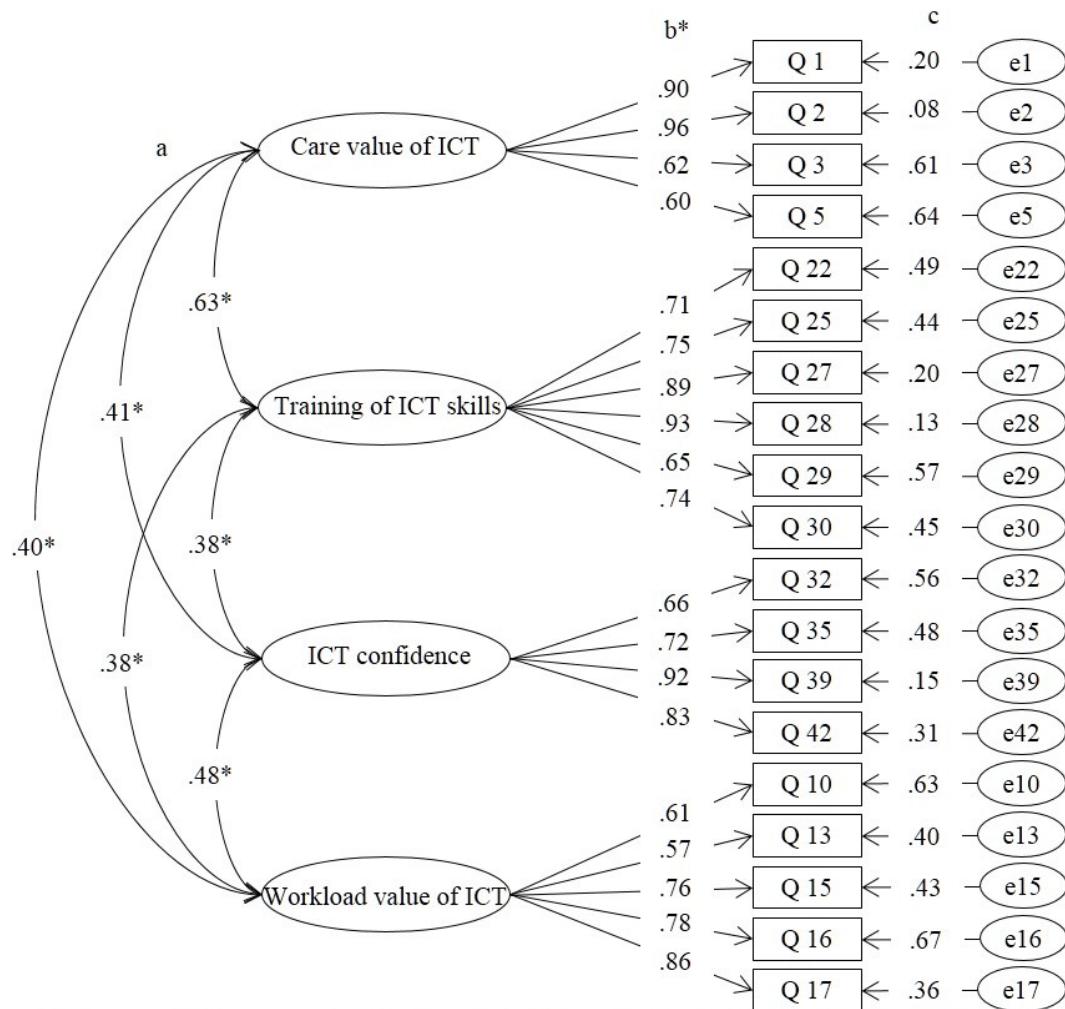 b*
c
a
Care value of ICT
Training of ICT skills
ICT confidence
Workload value of ICT
.63*
.41*
.40*
.38*
.38*
.48*
.90
.96
.62
.60
.71
.75
.89
.93
.65
.74
.66
.72
.92
.83
.61
.57
.76
.78
.86
Q 1 .20 e1
Q 2 .08 e2
Q 3 .61 e3
Q 5 .64 e5
Q 22 .49 e22
Q 25 .44 e25
Q 27 .20 e27
Q 28 .13 e28
Q 29 .57 e29
Q 30 .45 e30
Q 32 .56 e32
Q 35 .48 e35
Q 39 .15 e39
Q 42 .31 e42
Q 10 .63 e10
Q 13 .40 e13
Q 15 .43 e15
Q 16 .67 e16
Q 17 .36 e17